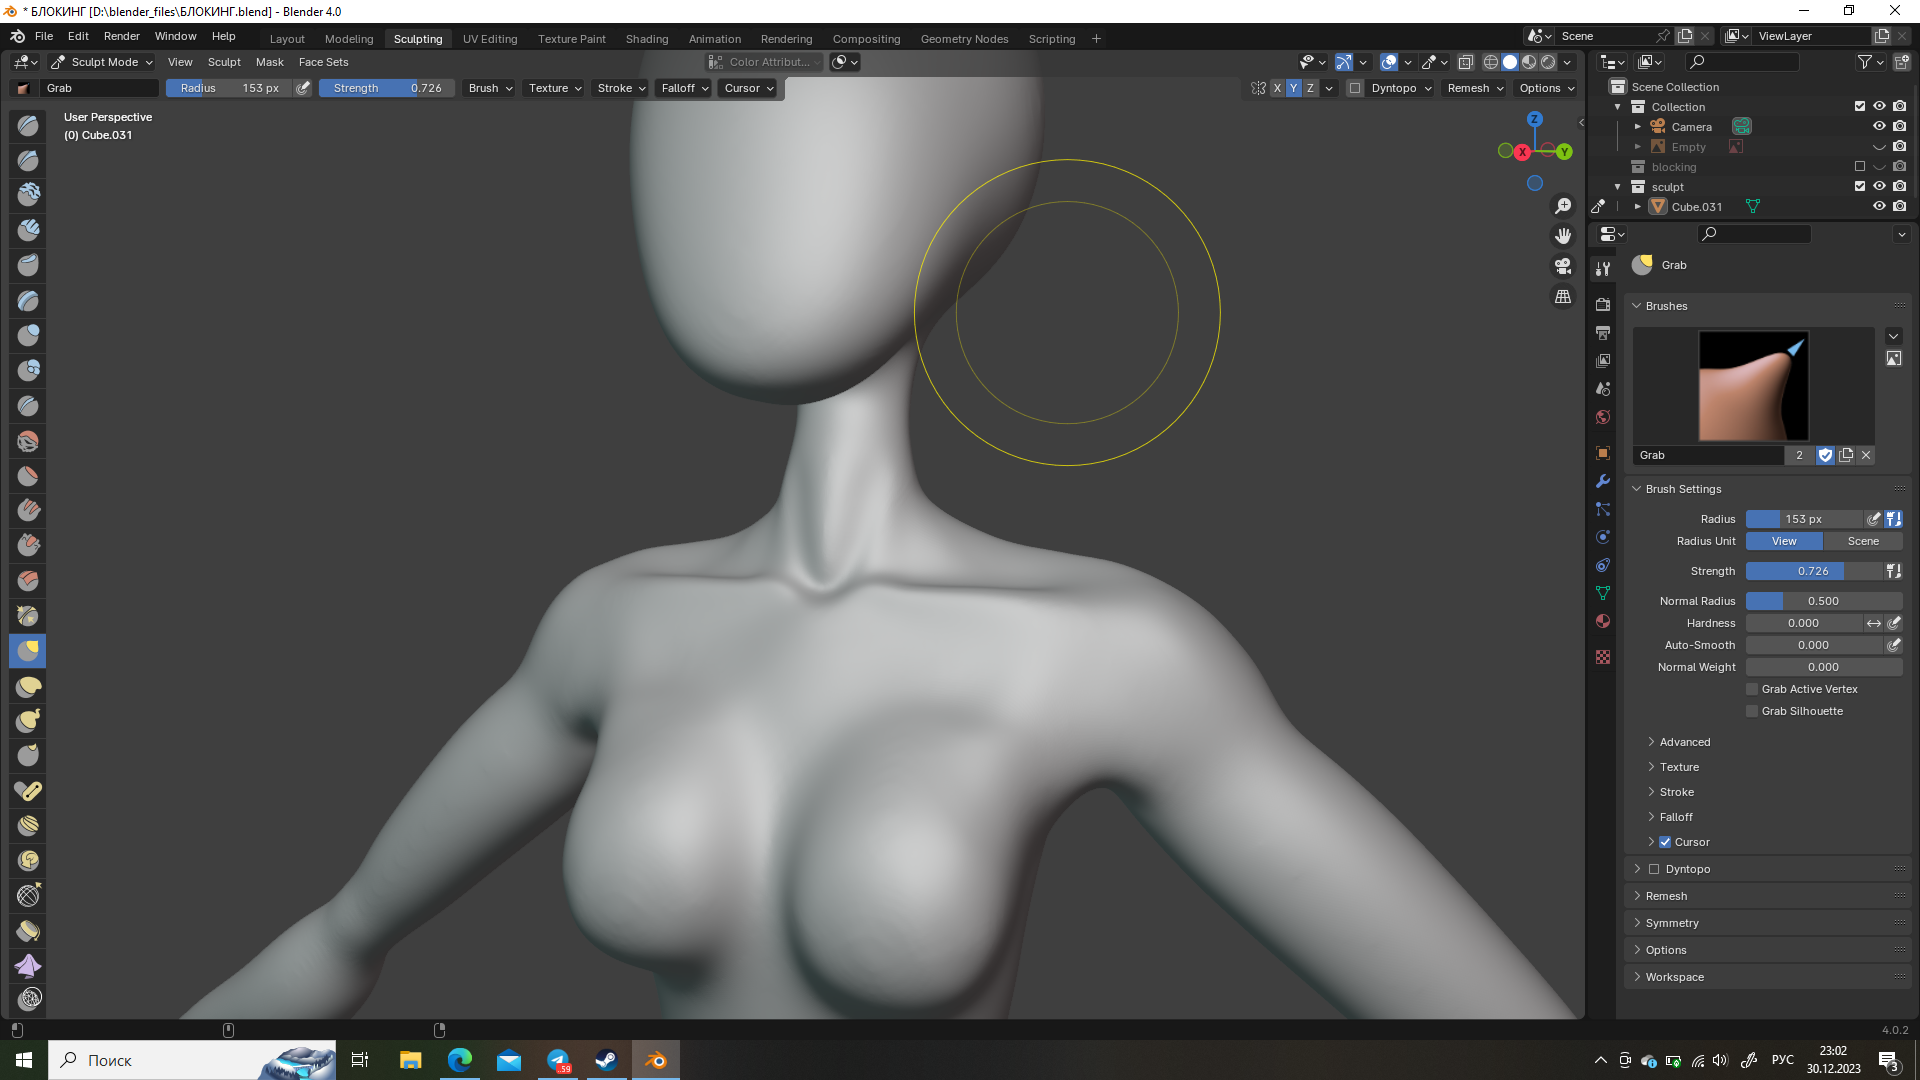 * БЛОКИНГ [D:\blender_files\БЛОКИНГ.blend] - Blender 4.0
File Edit Render Window Help Layout Modeling Sculpting UV Editing Texture Paint Shading Animation Rendering Compositing Geometry Nodes Scripting + Scene ViewLayer
Sculpt Mode View Sculpt Mask Face Sets Color Attribut...
Grab Radius 153 px Strength 0.726 Brush Texture Stroke Falloff Cursor X Y Z Dyntopo Remesh Options
User Perspective
(0) Cube.031
Z
X
Y
Scene Collection
Collection
Camera
Empty
blocking
sculpt
Cube.031
Grab
Brushes
Grab 2
Brush Settings
Radius 153 px
Radius Unit View Scene
Strength 0.726
Normal Radius 0.500
Hardness 0.000
Auto-Smooth 0.000
Normal Weight 0.000
Grab Active Vertex
Grab Silhouette
Advanced
Texture
Stroke
Falloff
Cursor
Dyntopo
Remesh
Symmetry
Options
Workspace
4.0.2
Поиск
59
РУС
23:02
30.12.2023
3